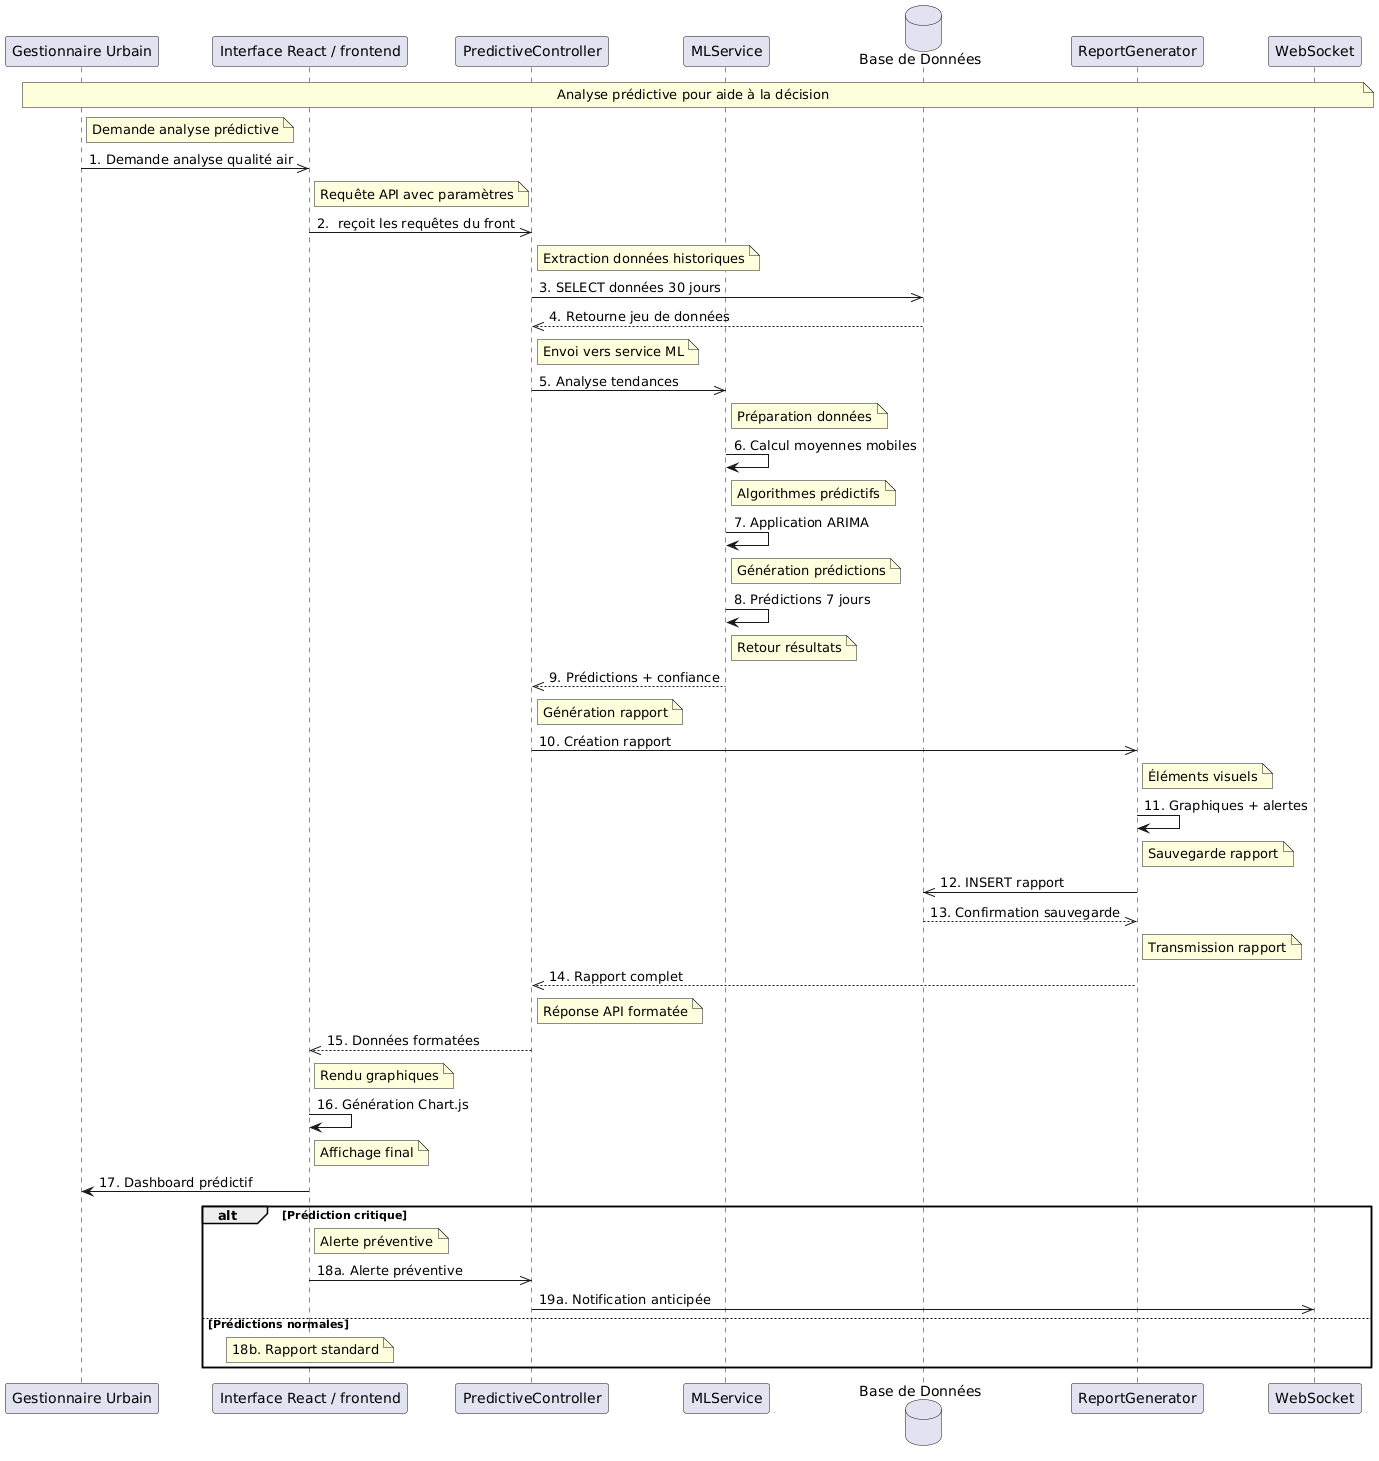 Gestionnaire Urbain
Interface React / frontend
PredictiveController
MLService
Base de Données
ReportGenerator
WebSocket
Analyse prédictive pour aide à la décision
Demande analyse prédictive
1. Demande analyse qualité air
Requête API avec paramètres
2.  reçoit les requêtes du front
Extraction données historiques
3. SELECT données 30 jours
4. Retourne jeu de données
Envoi vers service ML
5. Analyse tendances
Préparation données
6. Calcul moyennes mobiles
Algorithmes prédictifs
7. Application ARIMA
Génération prédictions
8. Prédictions 7 jours
Retour résultats
9. Prédictions + confiance
Génération rapport
10. Création rapport
Éléments visuels
11. Graphiques + alertes
Sauvegarde rapport
12. INSERT rapport
13. Confirmation sauvegarde
Transmission rapport
14. Rapport complet
Réponse API formatée
15. Données formatées
Rendu graphiques
16. Génération Chart.js
Affichage final
17. Dashboard prédictif
alt
[Prédiction critique]
Alerte préventive
18a. Alerte préventive
19a. Notification anticipée
[Prédictions normales]
18b. Rapport standard
Gestionnaire Urbain
Interface React / frontend
PredictiveController
MLService
Base de Données
ReportGenerator
WebSocket